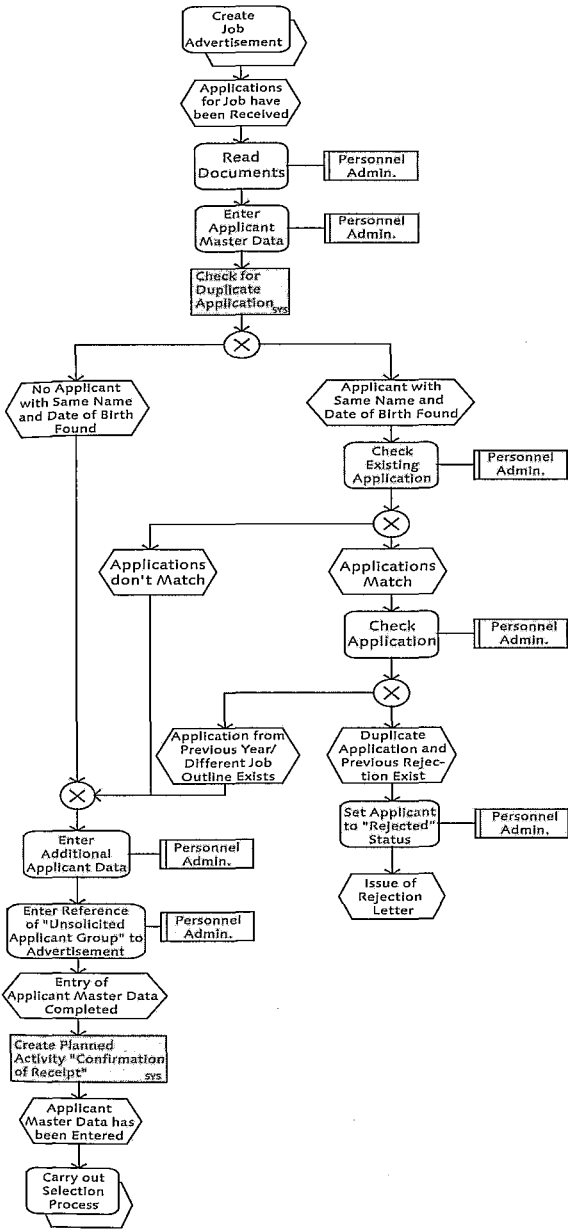 Create
Job
Advertisement
Applications
for Job have
been Received
Read
Documents
Personnel
Admin.
Enter
Applicant
Master Data
Personnel
Admin.
Check for
Duplicate
Application
SYS
No Applicant
with Same Name
and Date of Birth
Found
Applicant with
Same Name and
Date of Birth Found
Check
Existing
Application
Personnel
Admin.
Applications
don't Match
Applications
Match
Check
Application
Personnel
Admin.
Application from
Previous Year/
Different Job
Outline Exists
Duplicate
Application and
Previous Rejec-
tion Exist
Set Applicant
to "Rejected"
Status
Personnel
Admin.
Issue of
Rejection
Letter
Enter
Additional
Applicant Data
Personnel
Admin.
Enter Reference
of "Unsolicited
Applicant Group" to
Advertisement
Personnel
Admin.
Entry of
Applicant Master Data
Completed
Create Planned
Activity "Confirmation
of Receipt"
SYS
Applicant
Master Data has
been Entered
Carry out
Selection
Process